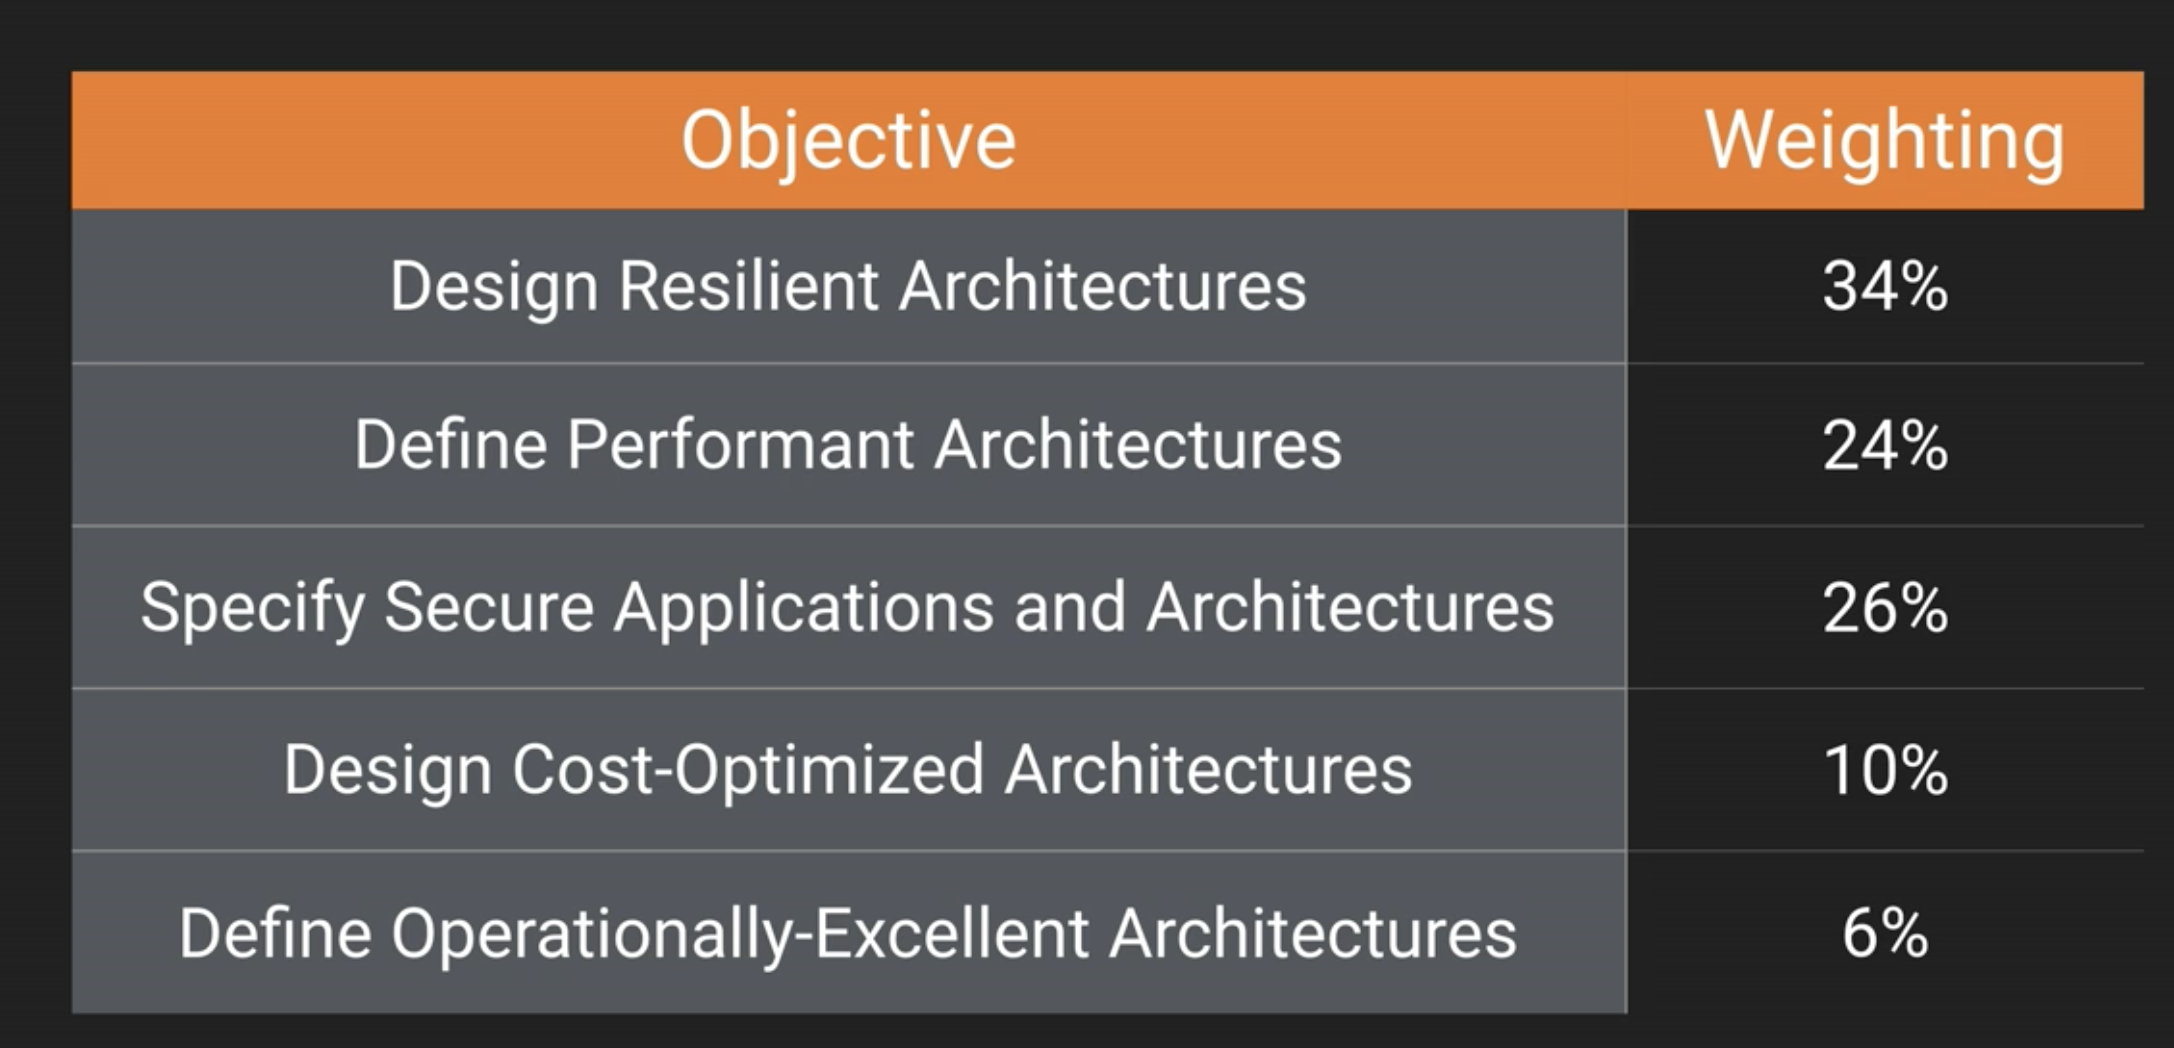 Objective Weighting
Design Resilient Architectures 34%
Define Performant Architectures 24%
Specify Secure Applications and Architectures 26%
Design Cost-Optimized Architectures 10%
Define Operationally-Excellent Architectures 6%